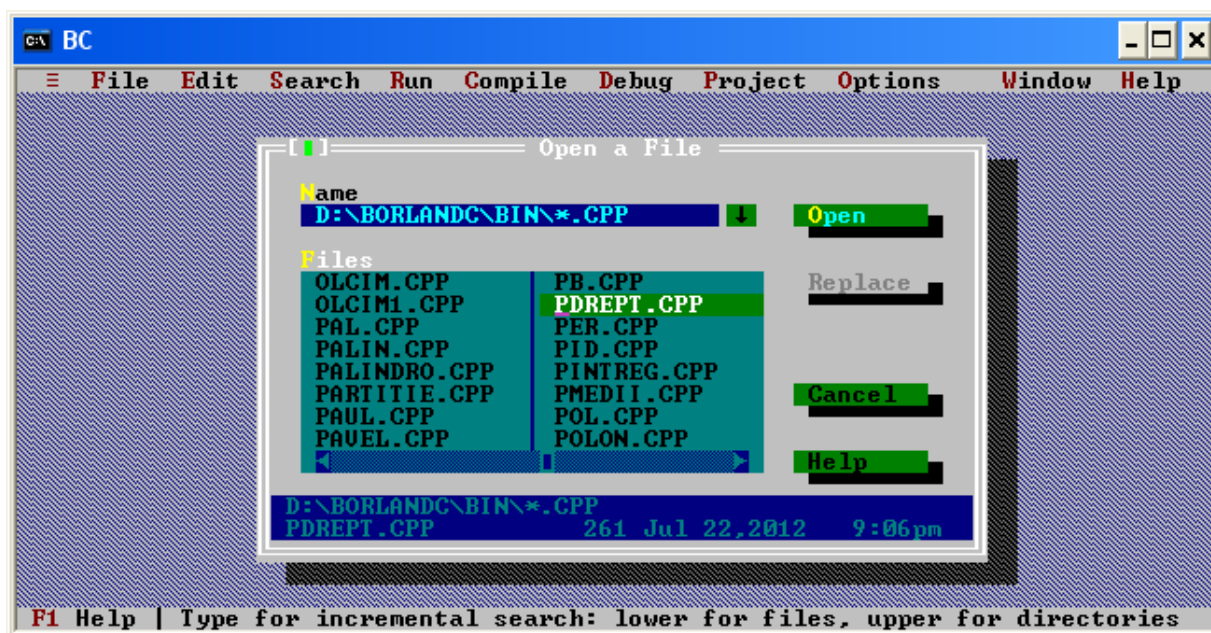 BC
≡ File Edit Search Run Compile Debug Project Options Window Help
[▮] Open a File
Name
D:\BORLANDC\BIN\*.CPP ↓ Open
Files
OLCIM.CPP PB.CPP Replace
OLCIM1.CPP PDREPT.CPP
PAL.CPP PER.CPP
PALIN.CPP PID.CPP
PALINDRO.CPP PINTREG.CPP
PARTITIE.CPP PMEDII.CPP Cancel
PAUL.CPP POL.CPP
PAVEL.CPP POLON.CPP
Help
D:\BORLANDC\BIN\*.CPP
PDREPT.CPP 261 Jul 22,2012 9:06pm
F1 Help | Type for incremental search: lower for files, upper for directories